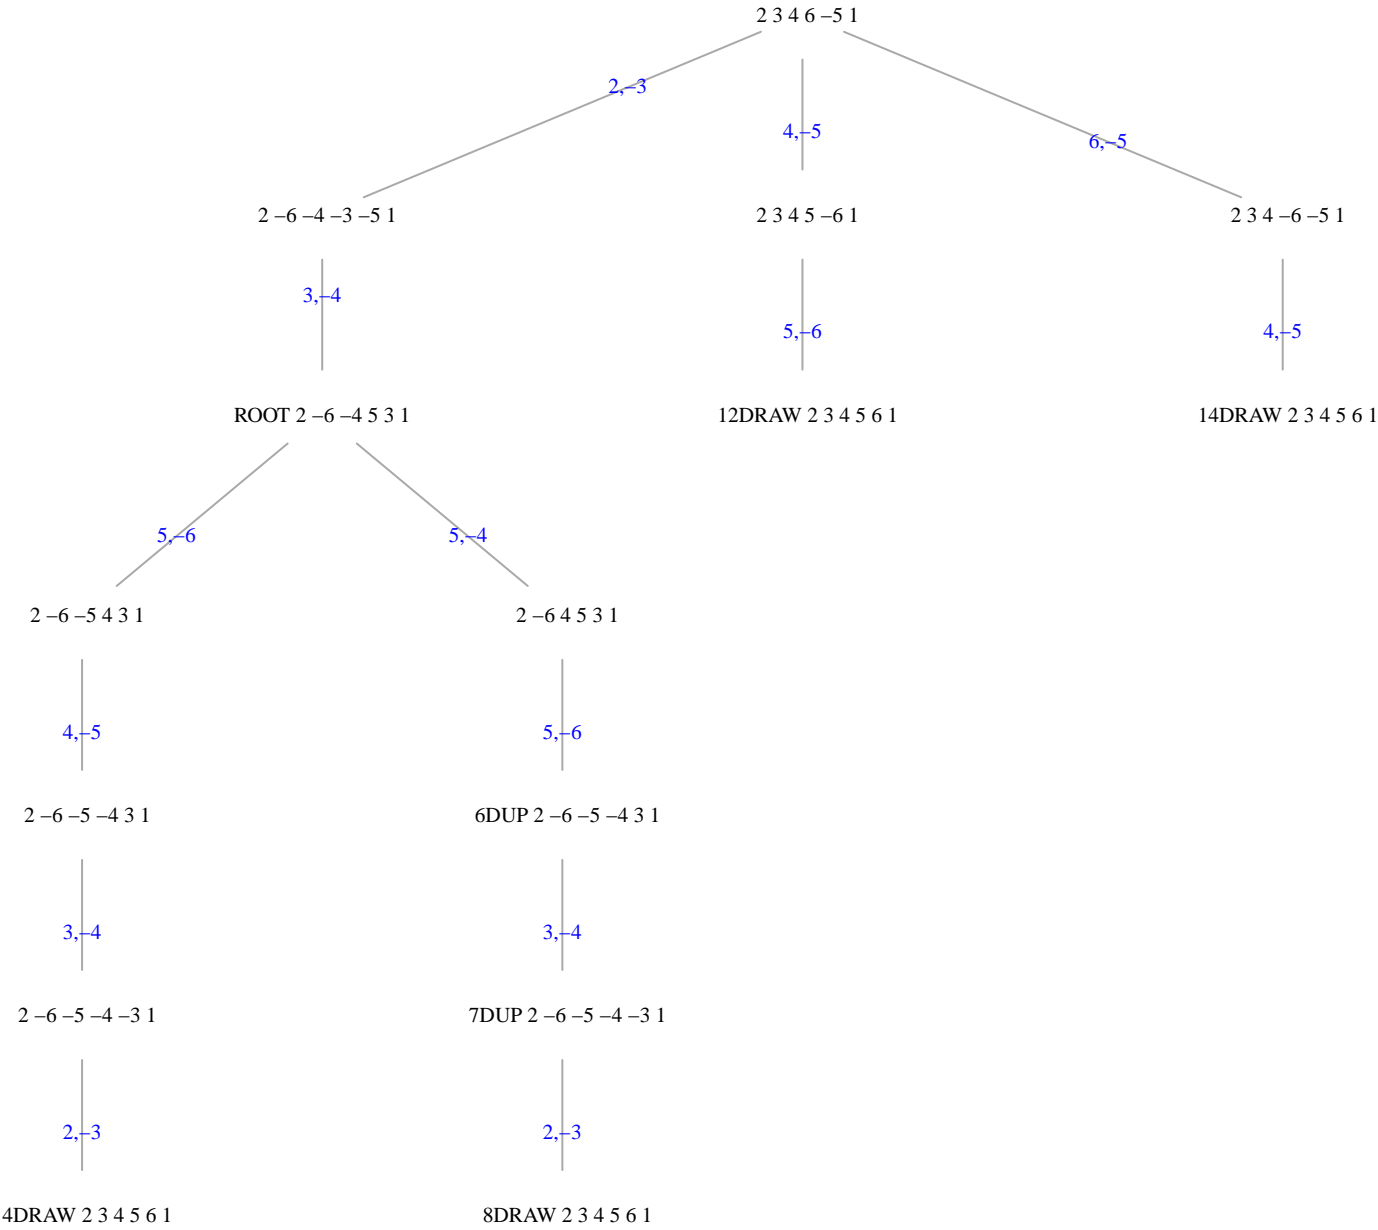 2 3 4 6 –5 1
2,–3
4,–5
6,–5
2 –6 –4 –3 –5 1
2 3 4 5 –6 1
2 3 4 –6 –5 1
3,–4
5,–6
4,–5
ROOT 2 –6 –4 5 3 1
12DRAW 2 3 4 5 6 1
14DRAW 2 3 4 5 6 1
5,–6
5,–4
2 –6 –5 4 3 1
2 –6 4 5 3 1
4,–5
5,–6
2 –6 –5 –4 3 1
6DUP 2 –6 –5 –4 3 1
3,–4
3,–4
2 –6 –5 –4 –3 1
7DUP 2 –6 –5 –4 –3 1
2,–3
2,–3
4DRAW 2 3 4 5 6 1
8DRAW 2 3 4 5 6 1